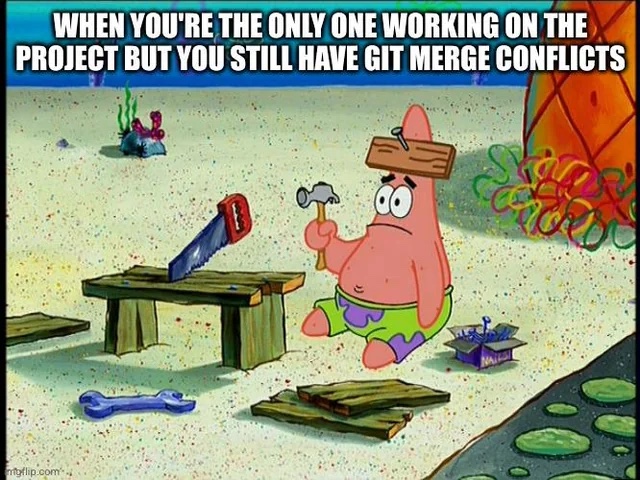 WHEN YOU'RE THE ONLY ONE WORKING ON THE
PROJECT BUT YOU STILL HAVE GIT MERGE CONFLICTS
NAILS
imgflip.com